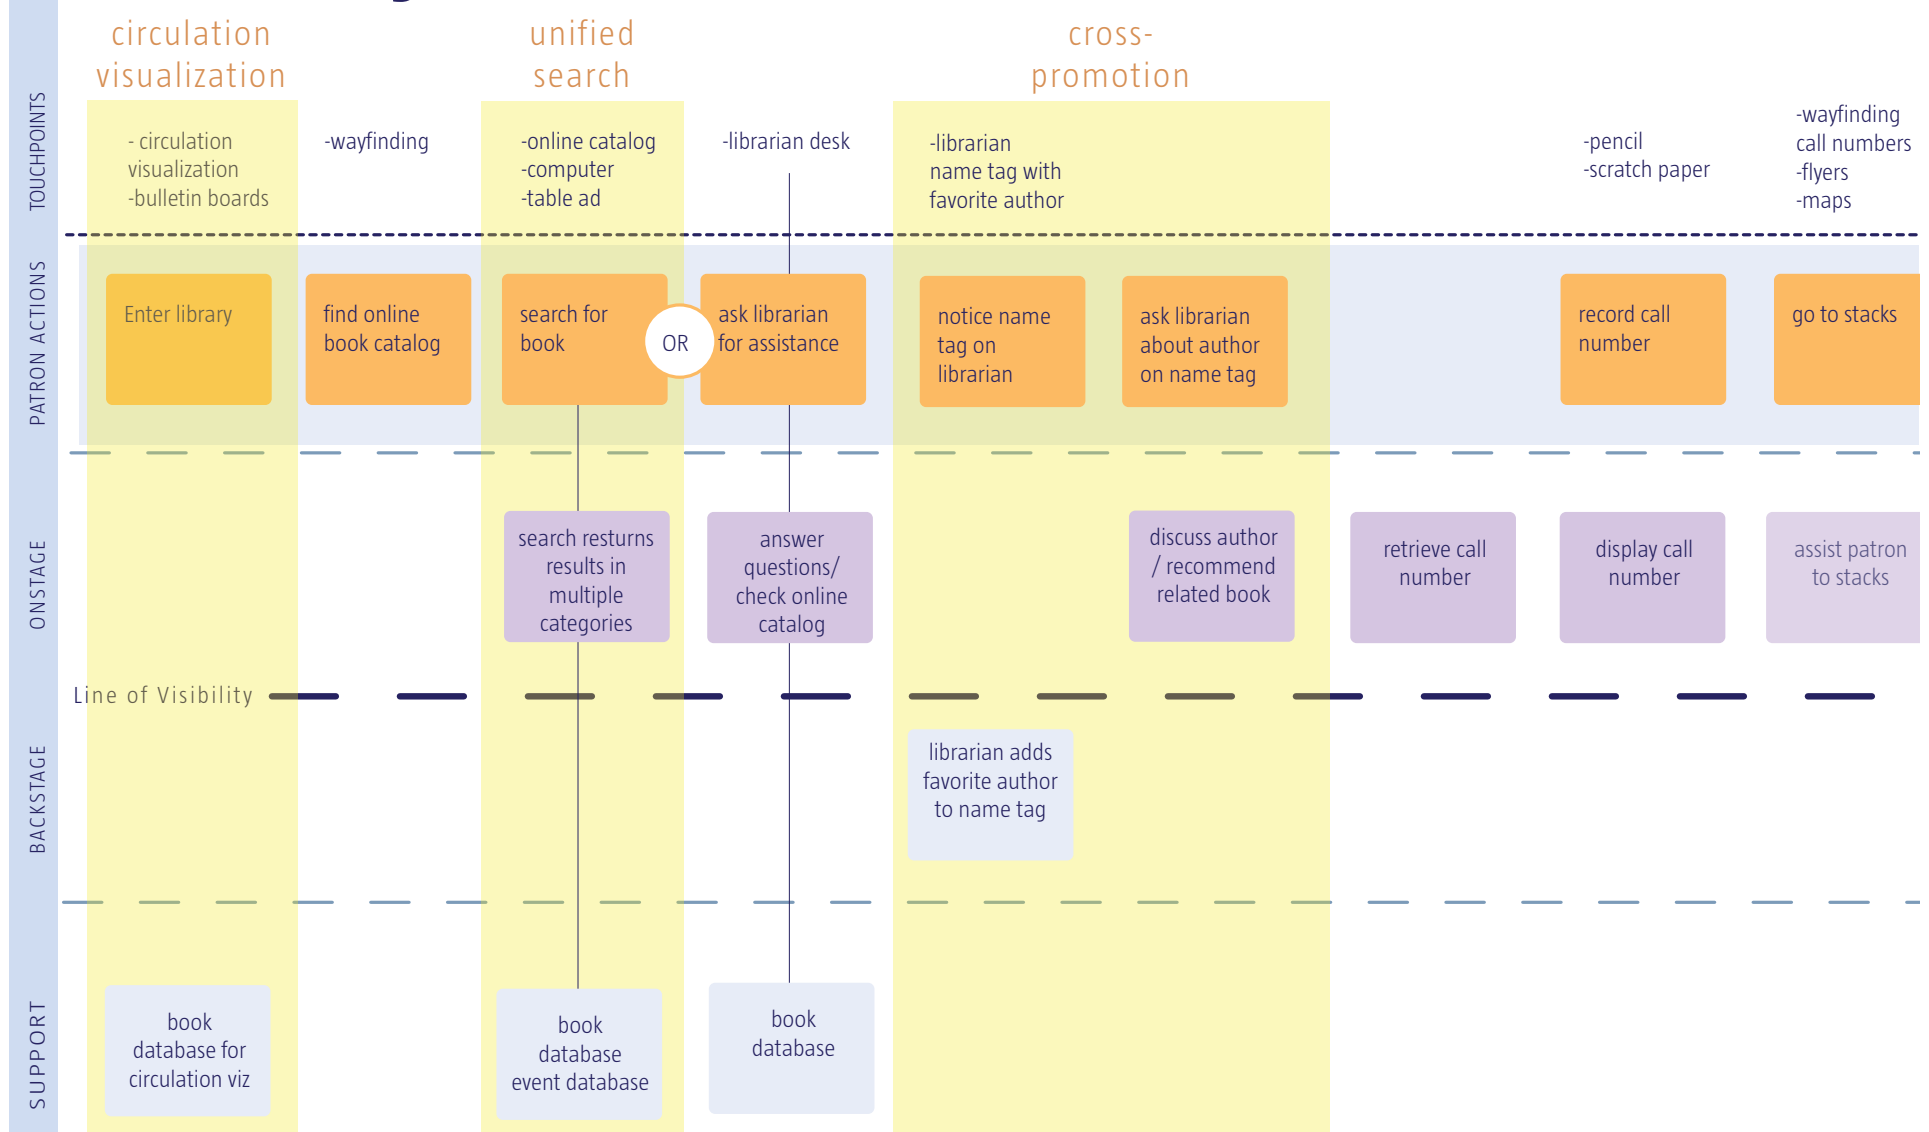 circulation
visualization
unified
search
cross-
promotion
TOUCHPOINTS
- circulation
visualization
-bulletin boards
-wayfinding
-online catalog
-computer
-table ad
-librarian desk
-librarian
name tag with
favorite author
-pencil
-scratch paper
-wayfinding
call numbers
-flyers
-maps
PATRON ACTIONS
Enter library
find online
book catalog
search for
book
OR
ask librarian
for assistance
notice name
tag on
librarian
ask librarian
about author
on name tag
record call
number
go to stacks
ONSTAGE
search resturns
results in
multiple
categories
answer
questions/
check online
catalog
discuss author
/ recommend
related book
retrieve call
number
display call
number
assist patron
to stacks
Line of Visibility
BACKSTAGE
librarian adds
favorite author
to name tag
SUPPORT
book
database for
circulation viz
book
database
event database
book
database